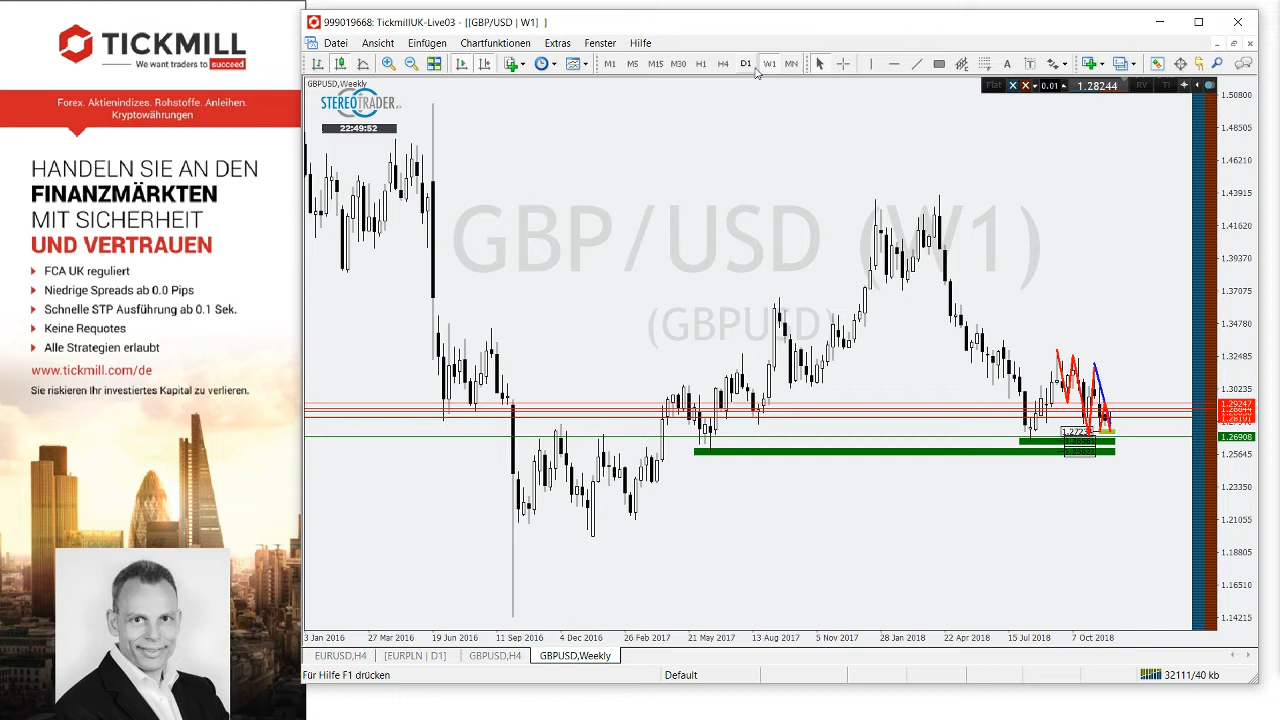 TICKMILL
We want traders to succeed
Forex. Aktienindizes. Rohstoffe. Anleihen.
Kryptowährungen
HANDELN SIE AN DEN
FINANZMÄRKTEN
MIT SICHERHEIT
UND VERTRAUEN
FCA UK reguliert
Niedrige Spreads ab 0.0 Pips
Schnelle STP Ausführung ab 0.1 Sek.
Keine Requotes
Alle Strategien erlaubt
www.tickmill.com/de
Sie riskieren Ihr investiertes Kapital zu verlieren.
999019668: TickmillUK-Live03 - [[GBP/USD | W1] ]
Datei Ansicht Einfügen Chartfunktionen Extras Fenster Hilfe
M1 M5 M15 M30 H1 H4 D1 W1 MN A T
GBPUSD,Weekly
STEREOTRADER
22:49:52
Flat 0.01 1.28244 RV TI
GBP/USD (W1)
(GBPUSD)
1.50800
1.48505
1.46210
1.43915
1.41620
1.39370
1.37075
1.34780
1.32485
1.30235
1.29247
1.26908
1.25645
1.23350
1.21055
1.18805
1.16510
1.14215
3 Jan 27 Mar 2016 19 Jun 2016 Sep 2016 4 Dec 26 Feb 2017 21 May 2017 2017 5 Nov 2017 28 Jan 2018 22 Apr 2018 15 Jul 2018 7 Oct 2018
EURUSD,H4 [EURPLN | D1] GBPUSD,H4 GBPUSD,Weekly
Für Hilfe F1 drücken Default 32111/40 kb